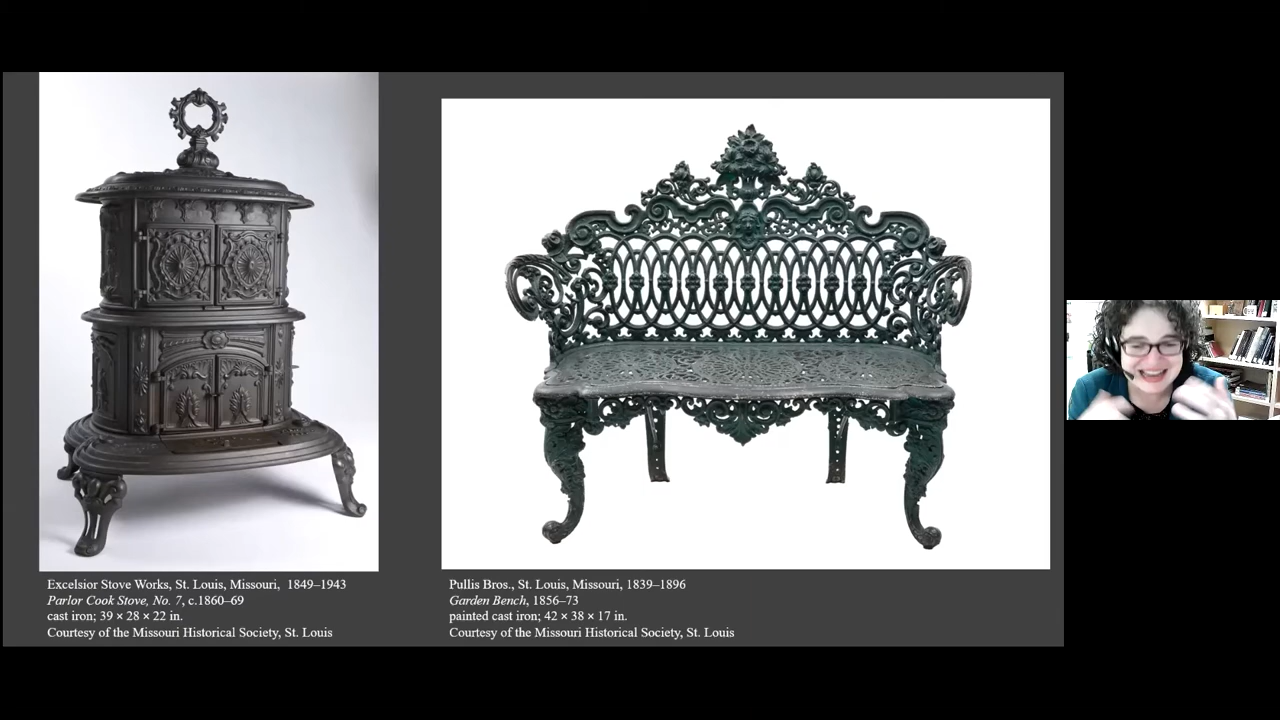 Excelsior Stove Works, St. Louis, Missouri,  1849–1943
Parlor Cook Stove, No. 7, c.1860–69
cast iron; 39 × 28 × 22 in.
Courtesy of the Missouri Historical Society, St. Louis
Pullis Bros., St. Louis, Missouri, 1839–1896
Garden Bench, 1856–73
painted cast iron; 42 × 38 × 17 in.
Courtesy of the Missouri Historical Society, St. Louis